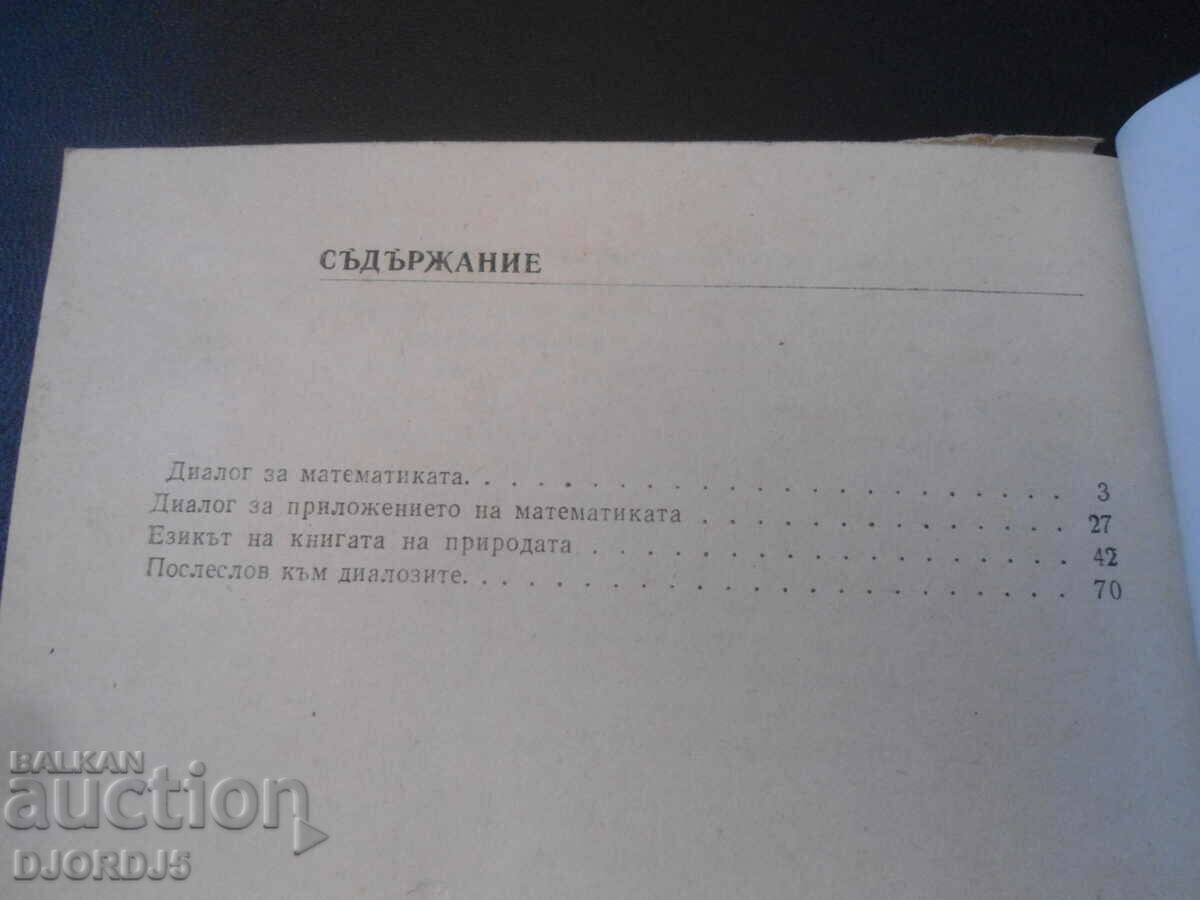 СЪДЪРЖАНИЕ
Диалог за математиката. . . . . . . . . . . . . . . . . . . . 3
Диалог за приложението на математиката . . . . . . . . . . . . . 27
Езикът на книгата на природата . . . . . . . . . . . . . . . . . 42
Послеслов към диалозите. . . . . . . . . . . . . . . . . . . . . 70
BALKAN
auction
DJORDJ5